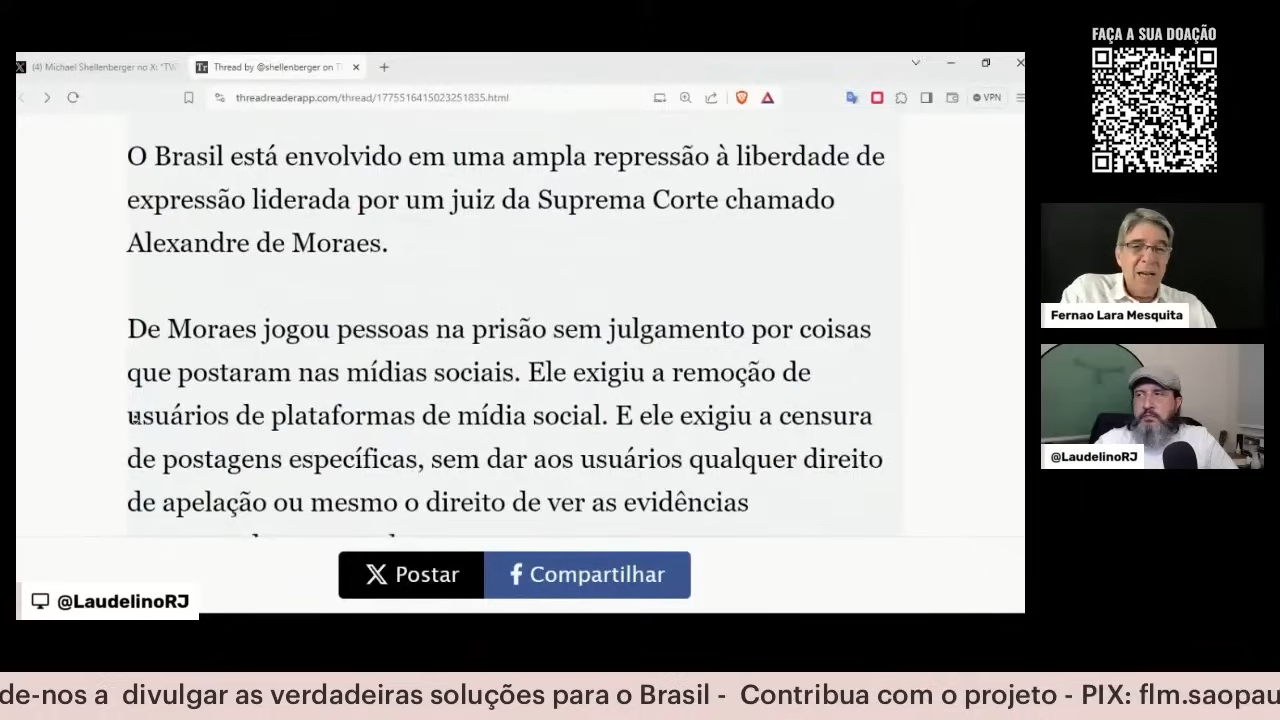 FAÇA A SUA DOAÇÃO
(4) Michael Shellenberger no X: "TW
Thread by @shellenberger on T
threadreaderapp.com/thread/1775516415023251835.html
VPN
O Brasil está envolvido em uma ampla repressão à liberdade de
expressão liderada por um juiz da Suprema Corte chamado
Alexandre de Moraes.
De Moraes jogou pessoas na prisão sem julgamento por coisas
que postaram nas mídias sociais. Ele exigiu a remoção de
usuários de plataformas de mídia social. E ele exigiu a censura
de postagens específicas, sem dar aos usuários qualquer direito
de apelação ou mesmo o direito de ver as evidências
Postar
Compartilhar
Fernao Lara Mesquita
@LaudelinoRJ
@LaudelinoRJ
de-nos a divulgar as verdadeiras soluções para o Brasil - Contribua com o projeto - PIX: flm.saopau